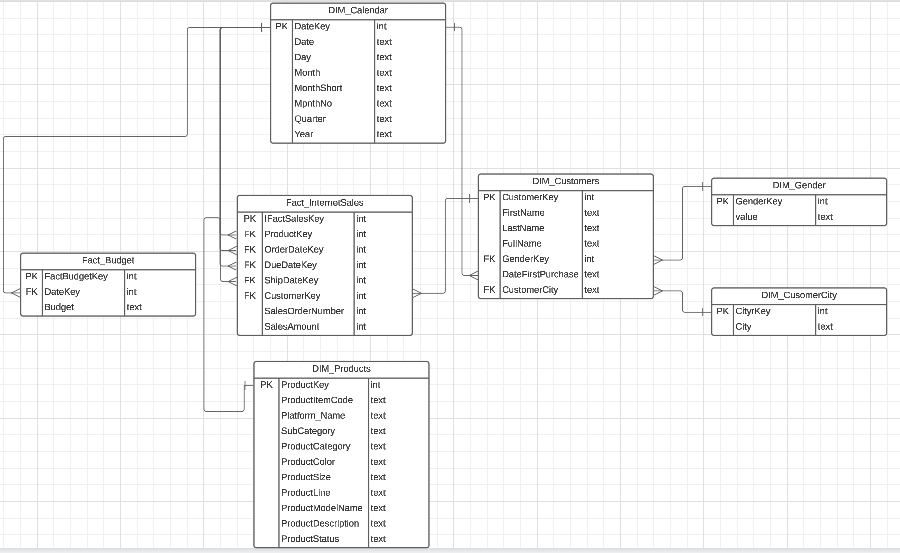 DIM_Calendar
PK DateKey int
Date text
Day text
Month text
MonthShort text
MpnthNo text
Quarter text
Year text
DIM_Customers
PK CustomerKey int
FirstName text
LastName text
FullName text
FK GenderKey int
DateFirstPurchase text
FK CustomerCity text
DIM_Gender
PK GenderKey int
value text
Fact_InternetSales
PK IFactSalesKey int
FK ProductKey int
FK OrderDateKey int
FK DueDateKey int
FK ShipDateKey int
FK CustomerKey int
SalesOrderNumber int
SalesAmount int
Fact_Budget
PK FactBudgetKey int
FK DateKey int
Budget text
DIM_CusomerCity
PK CityrKey int
City text
DIM_Products
PK ProductKey int
ProductItemCode text
Platform_Name text
SubCategory text
ProductCategory text
ProductColor text
ProductSize text
ProductLine text
ProductModelName text
ProductDescription text
ProductStatus text